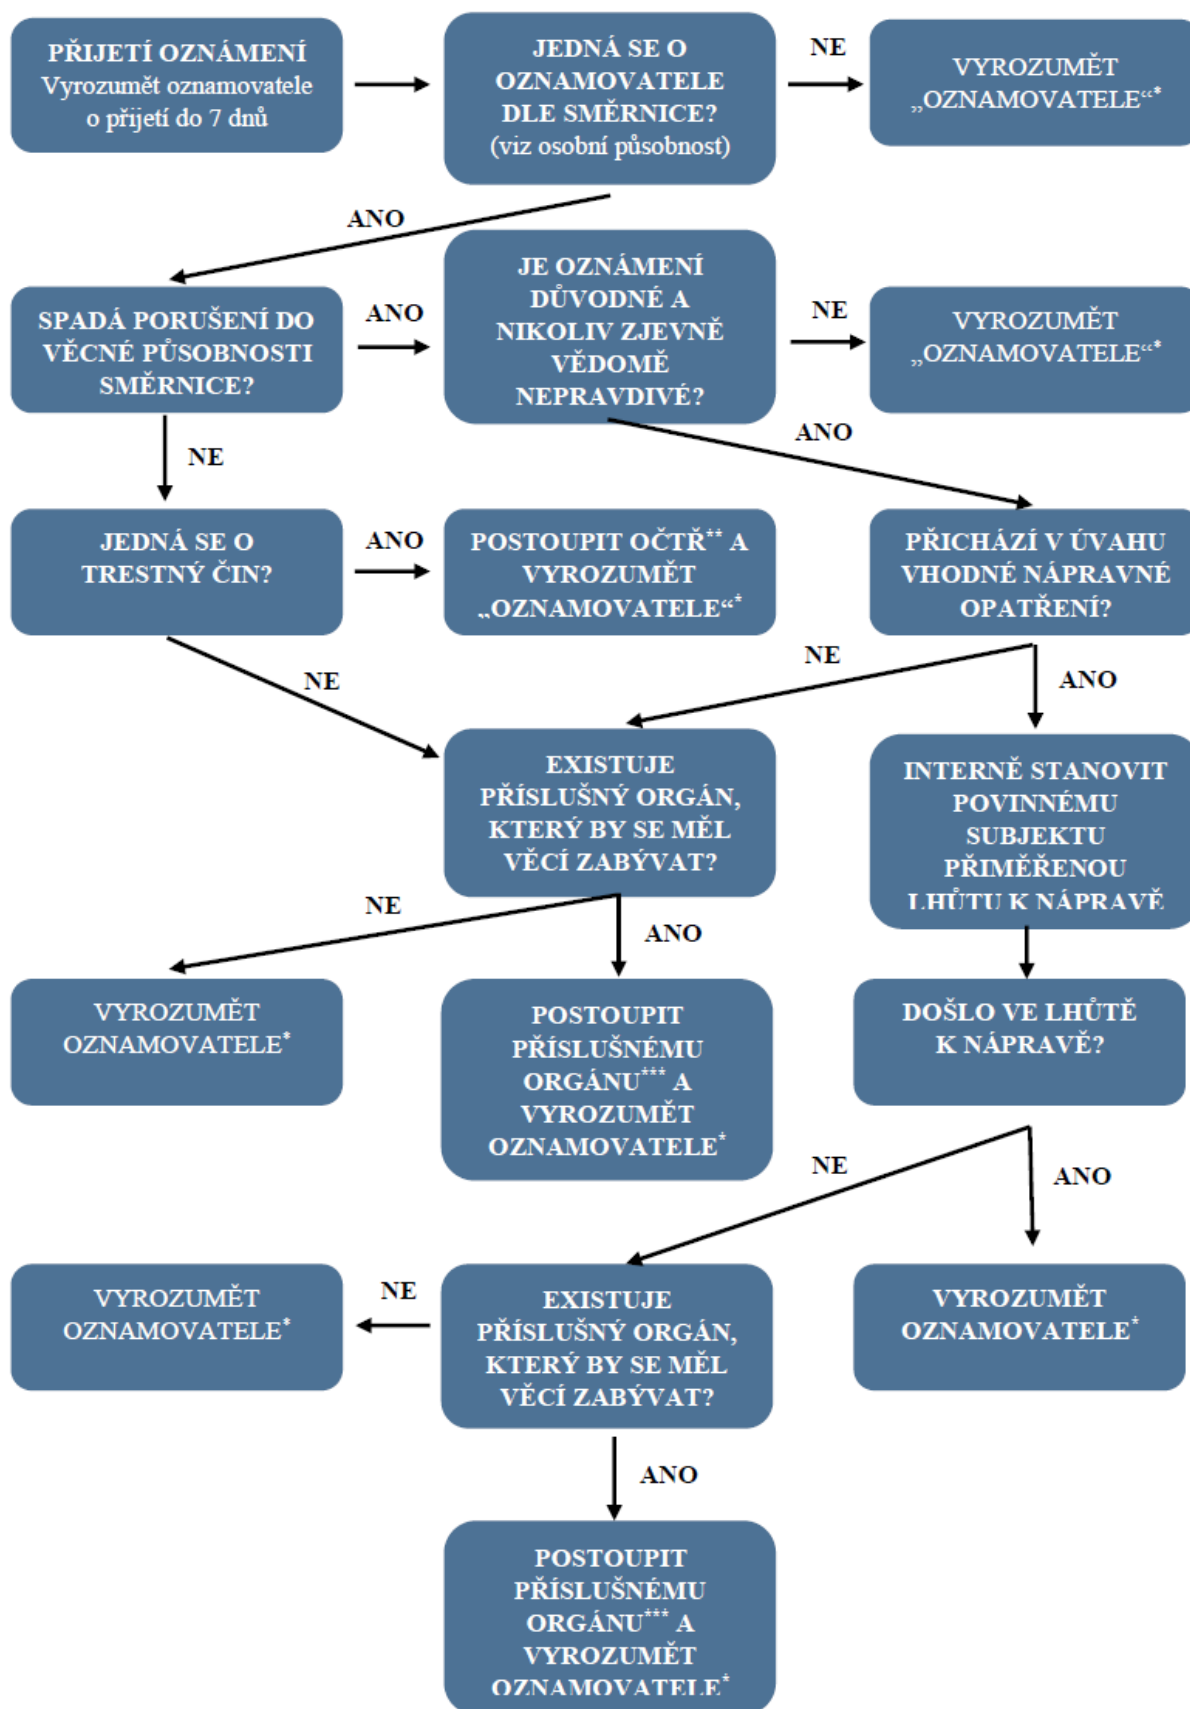 PŘIJETÍ OZNÁMENÍ
Vyrozumět oznamovatele
o přijetí do 7 dnů
JEDNÁ SE O
OZNAMOVATELE
DLE SMĚRNICE?
(viz osobní působnost)
NE
VYROZUMĚT
„OZNAMOVATELE“*
ANO
SPADÁ PORUŠENÍ DO
VĚCNÉ PŮSOBNOSTI
SMĚRNICE?
ANO
JE OZNÁMENÍ
DŮVODNÉ A
NIKOLIV ZJEVNĚ
VĚDOMĚ
NEPRAVDIVÉ?
NE
VYROZUMĚT
„OZNAMOVATELE“*
NE
ANO
JEDNÁ SE O
TRESTNÝ ČIN?
ANO
POSTOUPIT OČTŘ** A
VYROZUMĚT
„OZNAMOVATELE“*
PŘICHÁZÍ V ÚVAHU
VHODNÉ NÁPRAVNÉ
OPATŘENÍ?
NE
NE
ANO
EXISTUJE
PŘÍSLUŠNÝ ORGÁN,
KTERÝ BY SE MĚL
VĚCÍ ZABÝVAT?
INTERNĚ STANOVIT
POVINNÉMU
SUBJEKTU
PŘIMĚŘENOU
LHŮTU K NÁPRAVĚ
NE
ANO
VYROZUMĚT
OZNAMOVATELE*
POSTOUPIT
PŘÍSLUŠNÉMU
ORGÁNU*** A
VYROZUMĚT
OZNAMOVATELE*
DOŠLO VE LHŮTĚ
K NÁPRAVĚ?
NE
ANO
VYROZUMĚT
OZNAMOVATELE*
NE
EXISTUJE
PŘÍSLUŠNÝ ORGÁN,
KTERÝ BY SE MĚL
VĚCÍ ZABÝVAT?
VYROZUMĚT
OZNAMOVATELE*
ANO
POSTOUPIT
PŘÍSLUŠNÉMU
ORGÁNU*** A
VYROZUMĚT
OZNAMOVATELE*